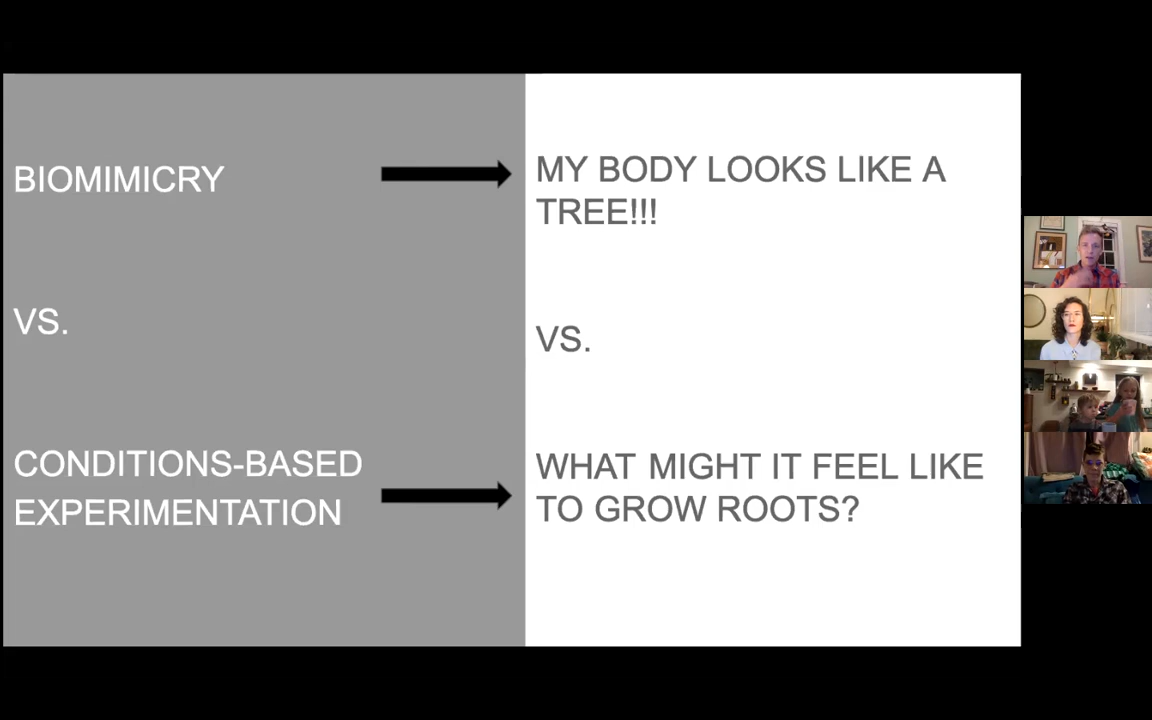 BIOMIMICRY
MY BODY LOOKS LIKE A
TREE!!!
VS.
VS.
CONDITIONS-BASED
EXPERIMENTATION
WHAT MIGHT IT FEEL LIKE
TO GROW ROOTS?